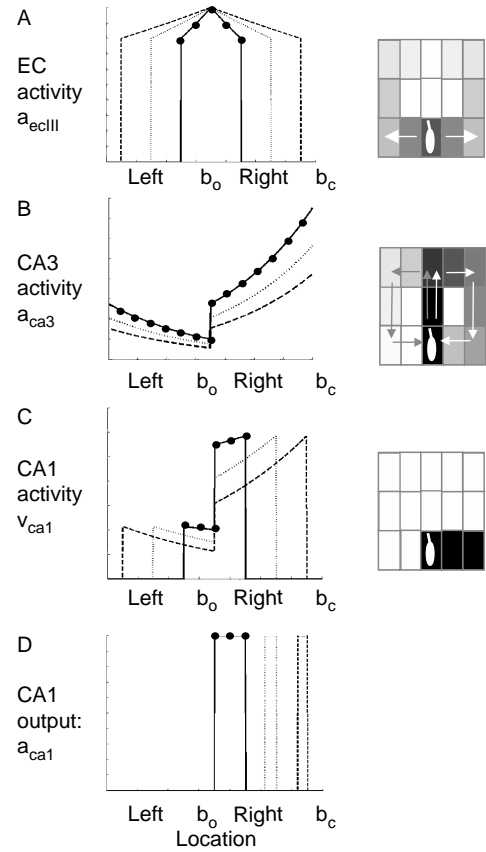 A
EC
activity
a_ecIII
Left b_o Right b_c
B
CA3
activity
a_ca3
Left b_o Right b_c
C
CA1
activity
v_ca1
Left b_o Right b_c
D
CA1
output:
a_ca1
Left b_o Right b_c
Location